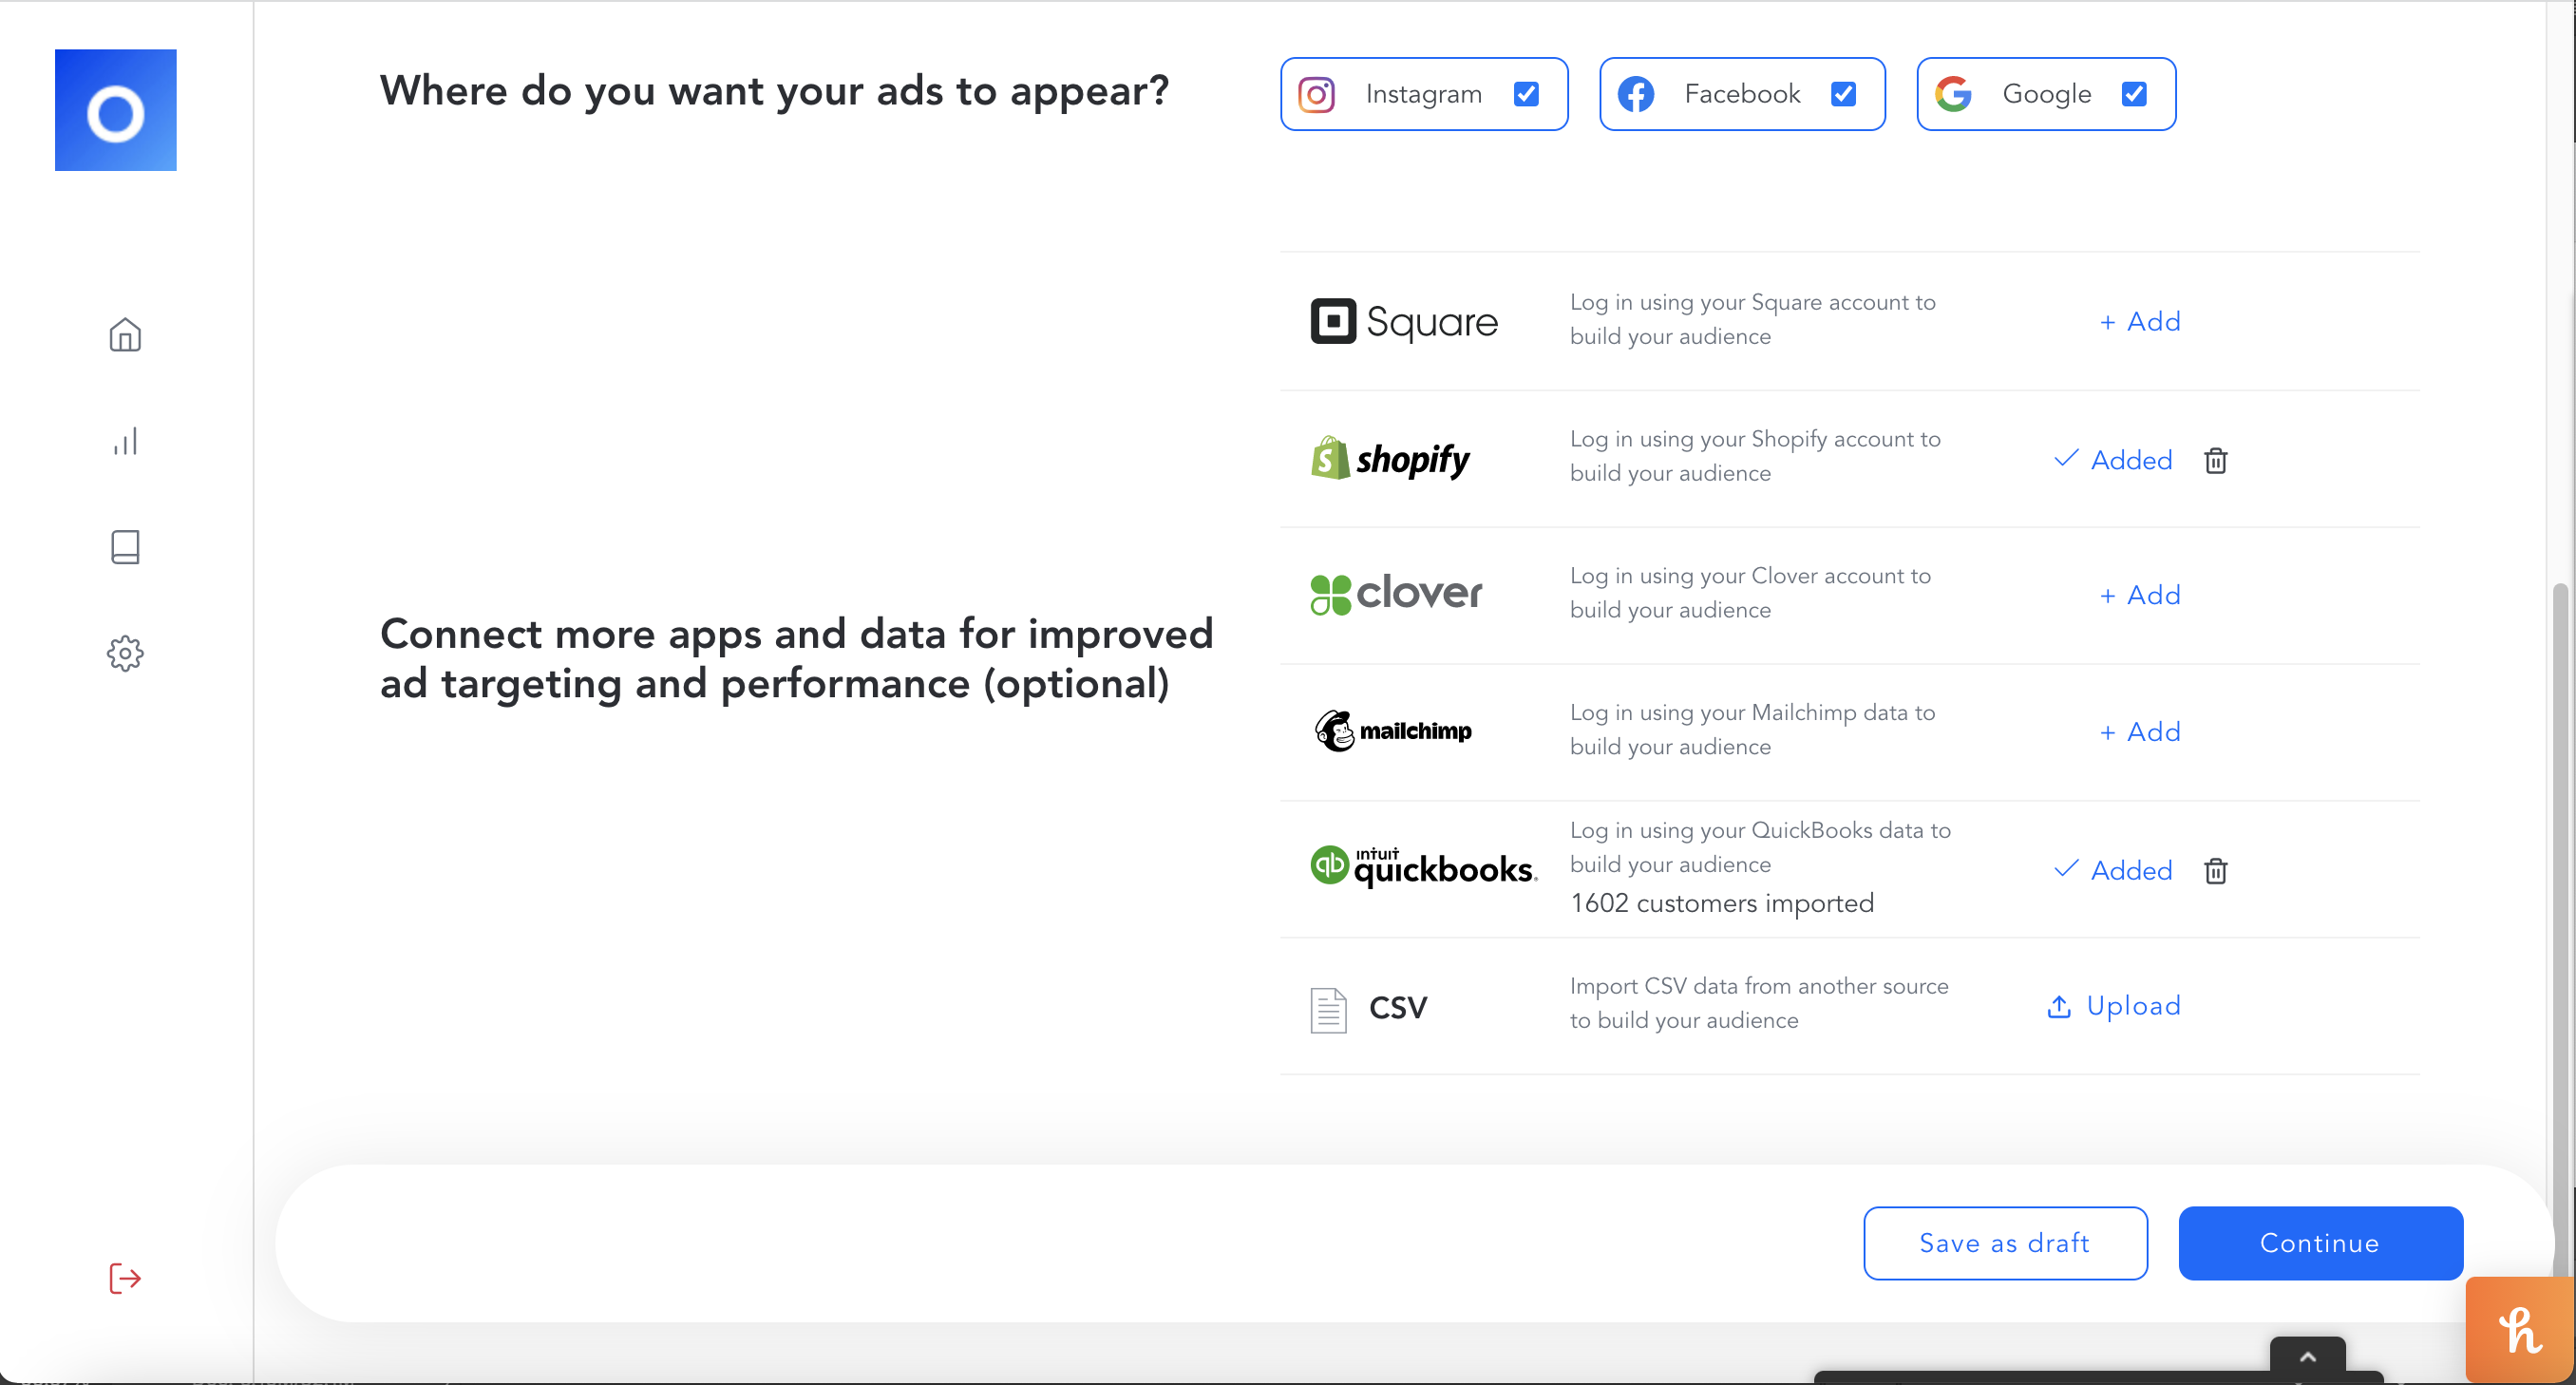 Where do you want your ads to appear?
Instagram
Facebook
Google
Square
Log in using your Square account to
build your audience
+ Add
shopify
Log in using your Shopify account to
build your audience
Added
clover
Log in using your Clover account to
build your audience
+ Add
Connect more apps and data for improved
ad targeting and performance (optional)
mailchimp
Log in using your Mailchimp data to
build your audience
+ Add
qb
intuit
quickbooks.
Log in using your QuickBooks data to
build your audience
1602 customers imported
Added
CSV
Import CSV data from another source
to build your audience
Upload
Save as draft
Continue
h